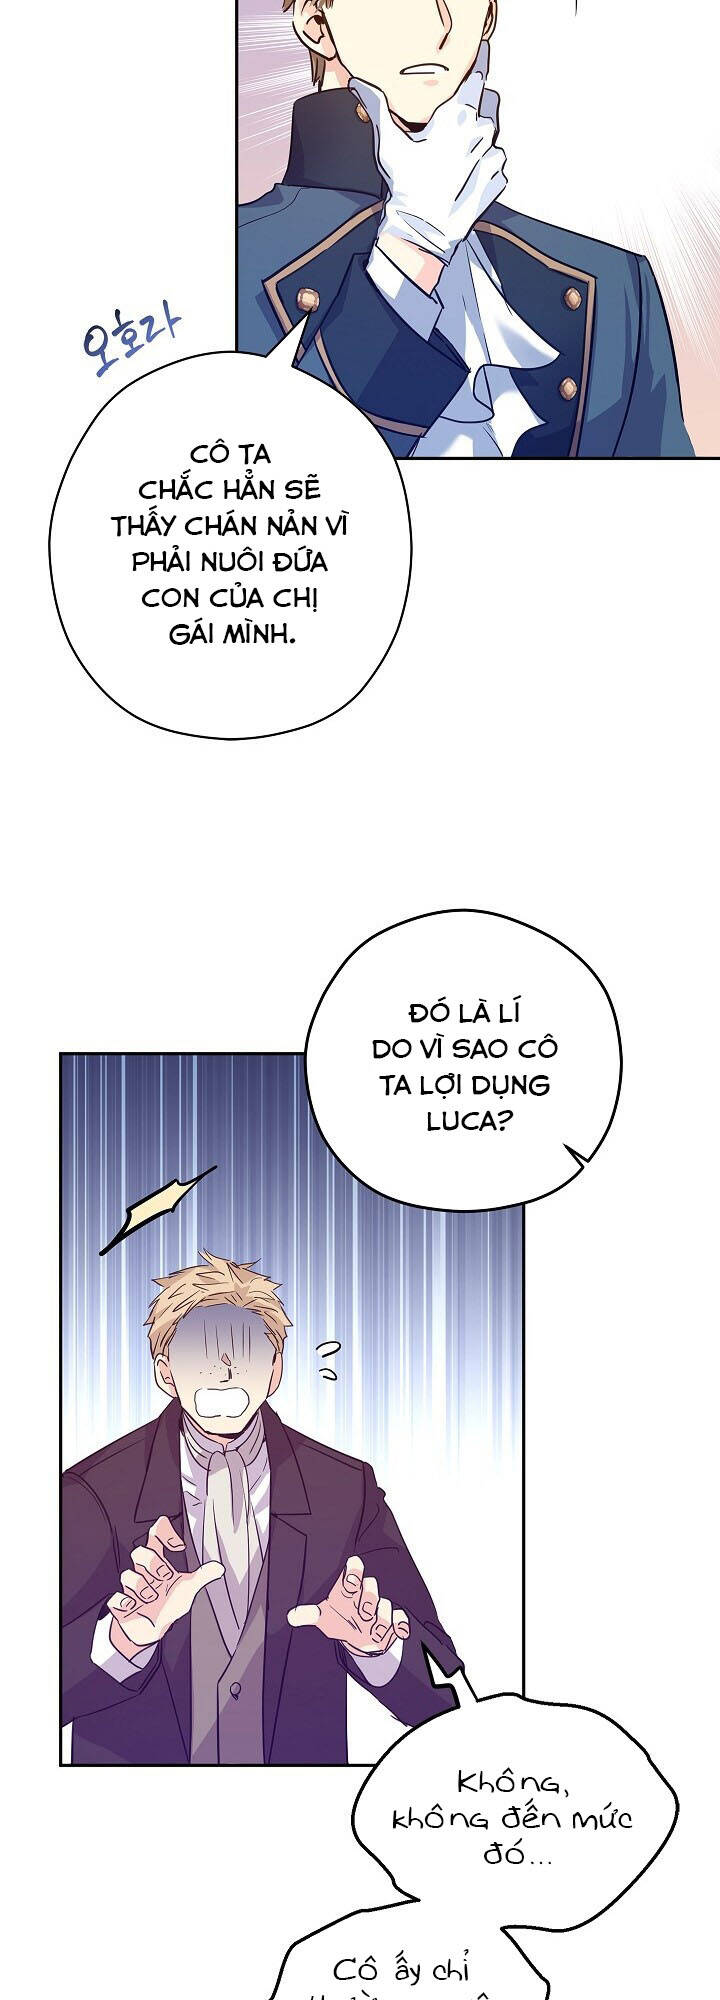 오호라
CÔ TA
CHẮC HẲN SẼ
THẤY CHÁN NẢN VÌ
PHẢI NUÔI ĐỨA
CON CỦA CHỊ
GÁI MÌNH.
ĐÓ LÀ LÍ
DO VÌ SAO CÔ
TA LỢI DỤNG
LUCA?
Không,
không đến mức
đó...
Cô ấy chỉ